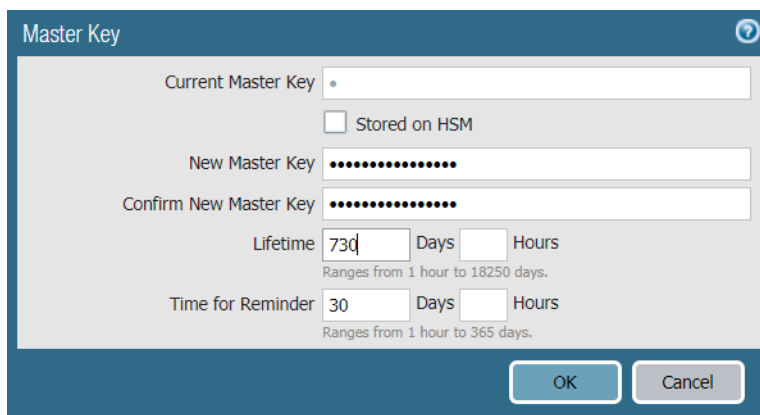 Master Key
Current Master Key •
Stored on HSM
New Master Key ••••••••••••••••
Confirm New Master Key ••••••••••••••••
Lifetime 730 Days Hours
Ranges from 1 hour to 18250 days.
Time for Reminder 30 Days Hours
Ranges from 1 hour to 365 days.
OK Cancel